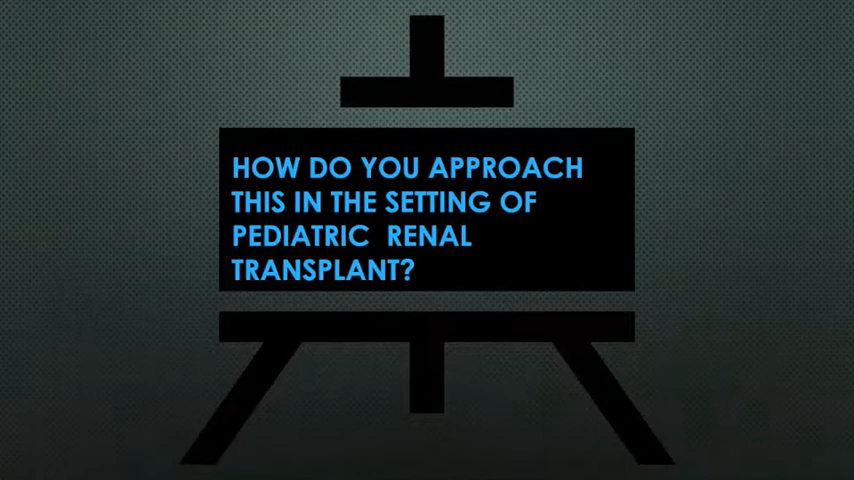 HOW DO YOU APPROACH
THIS IN THE SETTING OF
PEDIATRIC RENAL
TRANSPLANT?